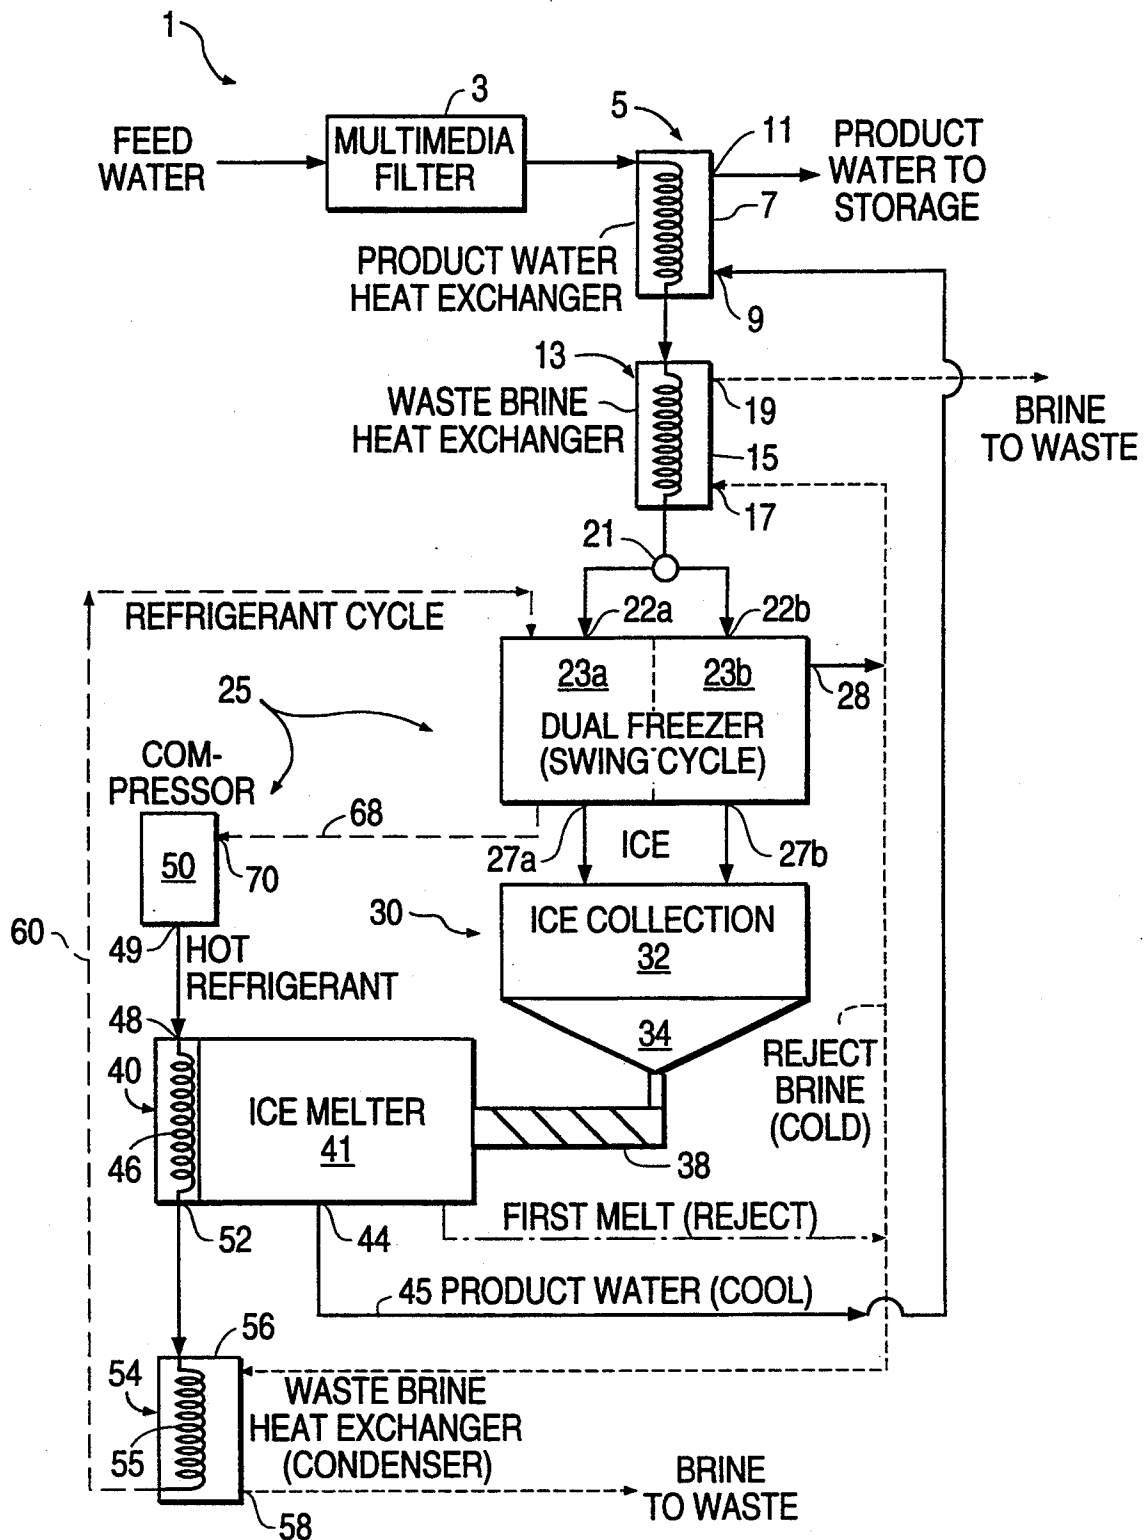 1
3
5
FEED
WATER
MULTIMEDIA
FILTER
11
PRODUCT
WATER TO
STORAGE
7
PRODUCT WATER
HEAT EXCHANGER
9
13
WASTE BRINE
HEAT EXCHANGER
19
BRINE
TO WASTE
15
17
21
REFRIGERANT CYCLE
22a
22b
23a
23b
28
25
DUAL FREEZER
(SWING CYCLE)
COM-
PRESSOR
68
27a
ICE
27b
50
70
30
ICE COLLECTION
32
60
49
HOT
REFRIGERANT
48
34
40
REJECT
BRINE
(COLD)
ICE MELTER
41
46
38
52
44
FIRST MELT (REJECT)
45 PRODUCT WATER (COOL)
56
54
WASTE BRINE
HEAT EXCHANGER
(CONDENSER)
55
58
BRINE
TO WASTE